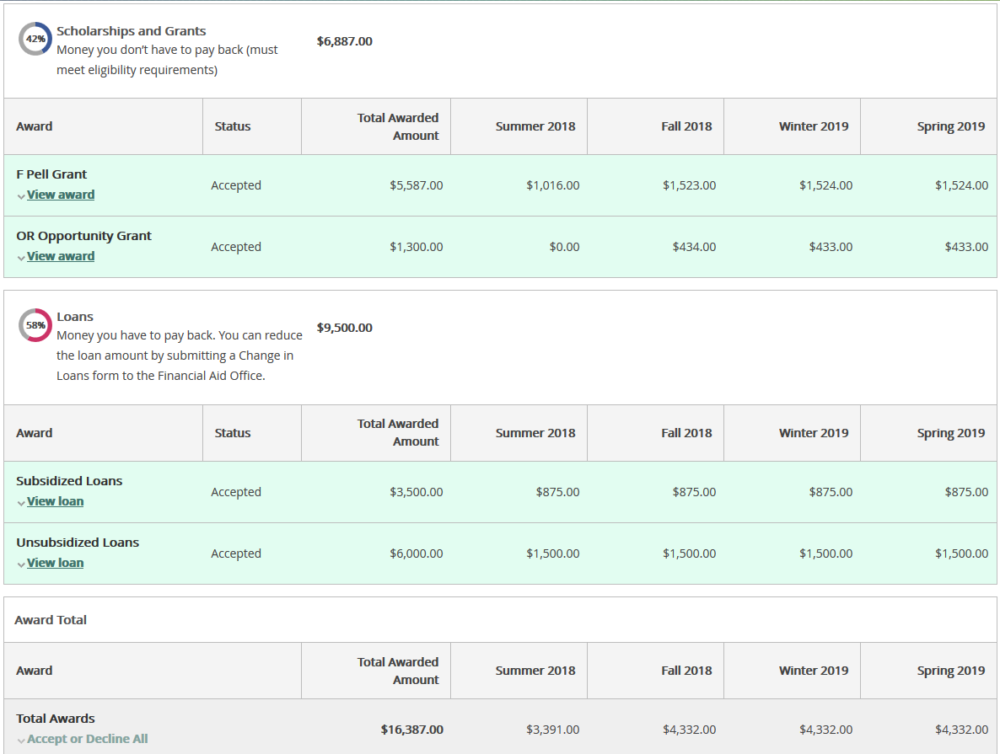 42% Scholarships and Grants $6,887.00
Money you don't have to pay back (must
meet eligibility requirements)
Award Status Total Awarded Amount Summer 2018 Fall 2018 Winter 2019 Spring 2019
F Pell Grant Accepted $5,587.00 $1,016.00 $1,523.00 $1,524.00 $1,524.00
View award
OR Opportunity Grant Accepted $1,300.00 $0.00 $434.00 $433.00 $433.00
View award
58% Loans $9,500.00
Money you have to pay back. You can reduce
the loan amount by submitting a Change in
Loans form to the Financial Aid Office.
Award Status Total Awarded Amount Summer 2018 Fall 2018 Winter 2019 Spring 2019
Subsidized Loans Accepted $3,500.00 $875.00 $875.00 $875.00 $875.00
View loan
Unsubsidized Loans Accepted $6,000.00 $1,500.00 $1,500.00 $1,500.00 $1,500.00
View loan
Award Total
Award Total Awarded Amount Summer 2018 Fall 2018 Winter 2019 Spring 2019
Total Awards $16,387.00 $3,391.00 $4,332.00 $4,332.00 $4,332.00
Accept or Decline All